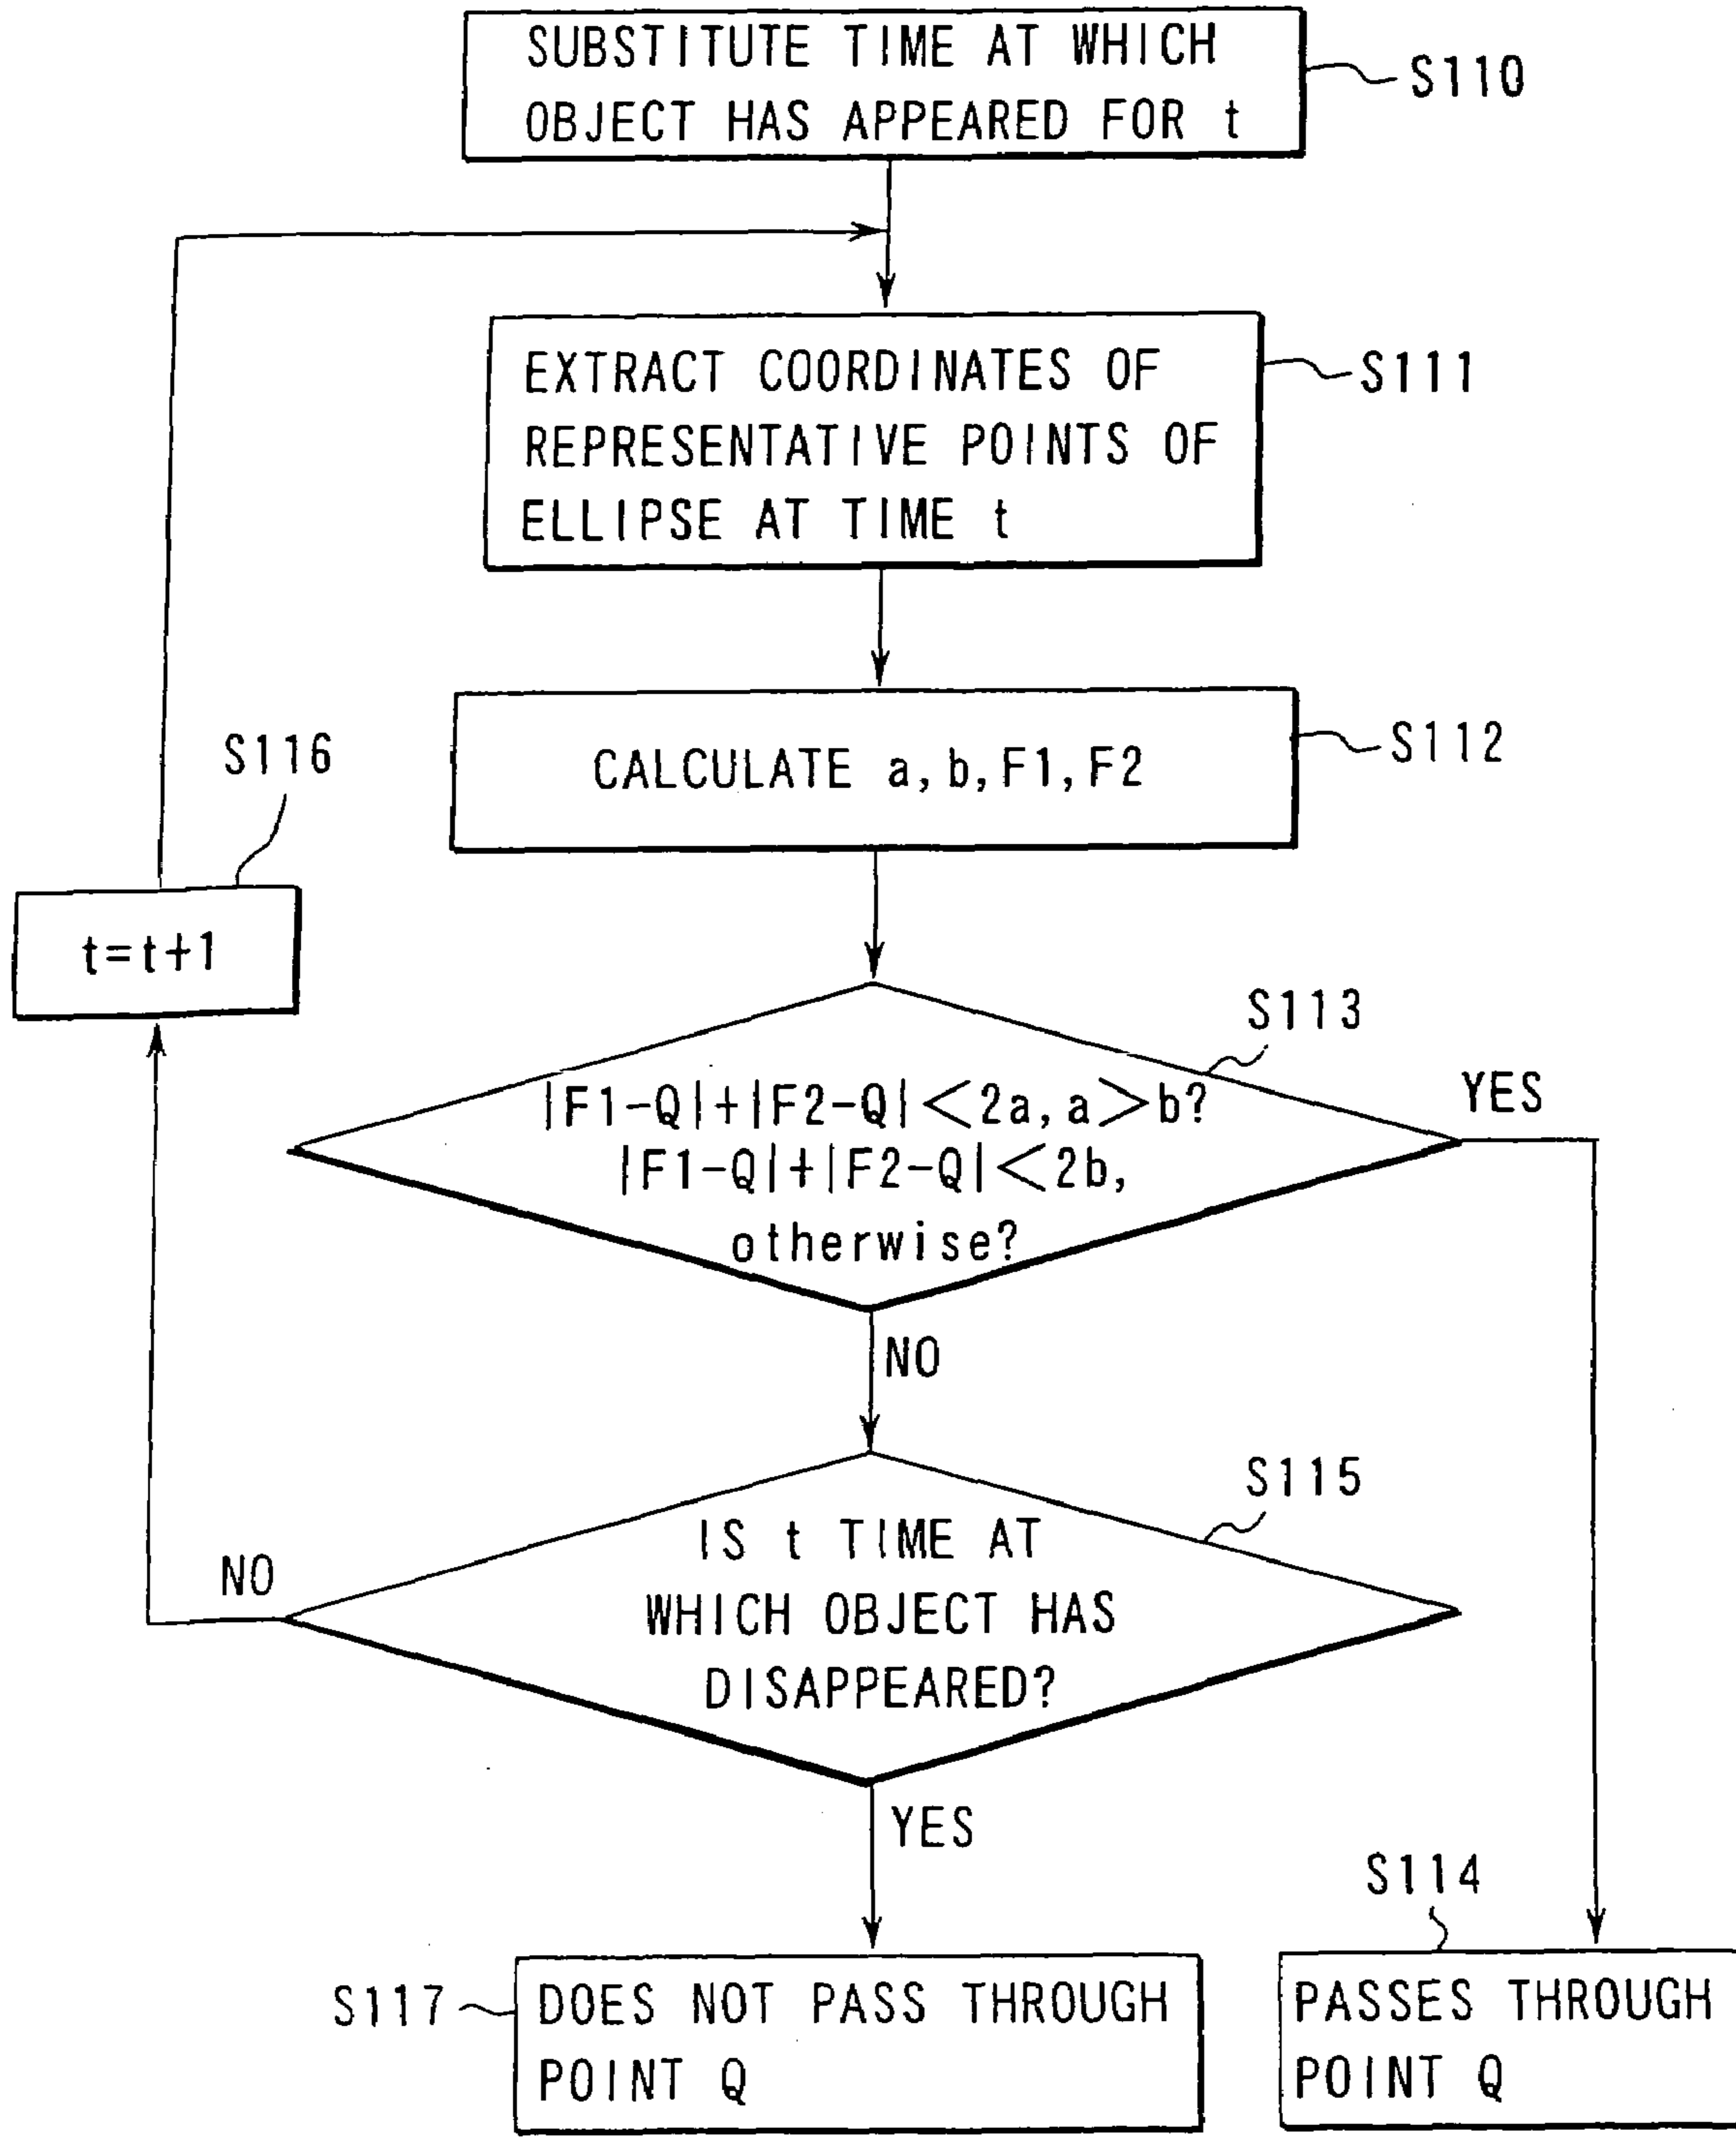 SUBSTITUTE TIME AT WHICH
OBJECT HAS APPEARED FOR t
S110
EXTRACT COORDINATES OF
REPRESENTATIVE POINTS OF
ELLIPSE AT TIME t
S111
CALCULATE a, b, F1, F2
S112
S116
t=t+1
S113
|F1-Q|+|F2-Q|<2a, a>b?
|F1-Q|+|F2-Q|<2b,
otherwise?
YES
NO
S115
IS t TIME AT
WHICH OBJECT HAS
DISAPPEARED?
NO
YES
S117
DOES NOT PASS THROUGH
POINT Q
S114
PASSES THROUGH
POINT Q